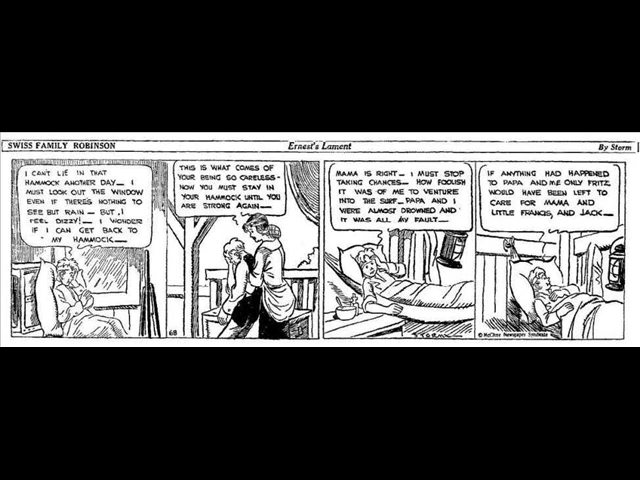 SWISS FAMILY ROBINSON
Ernest's Lament
By Storm
I CAN'T LIE IN THAT
HAMMOCK ANOTHER DAY— I
MUST LOOK OUT THE WINDOW
EVEN IF THERE'S NOTHING TO
SEE BUT RAIN — BUT, I
FEEL DIZZY!— I WONDER
IF I CAN GET BACK TO
MY HAMMOCK—
68
THIS IS WHAT COMES OF
YOUR BEING SO CARELESS-
NOW YOU MUST STAY IN
YOUR HAMMOCK UNTIL YOU
ARE STRONG AGAIN—
MAMA IS RIGHT— I MUST STOP
TAKING CHANCES— HOW FOOLISH
IT WAS OF ME TO VENTURE
INTO THE SURF— PAPA AND I
WERE ALMOST DROWNED AND
IT WAS ALL MY FAULT—
STORM
IF ANYTHING HAD HAPPENED
TO PAPA AND ME ONLY FRITZ
WOULD HAVE BEEN LEFT TO
CARE FOR MAMA AND
LITTLE FRANCIS, AND JACK—
© McClure Newspaper Syndicate